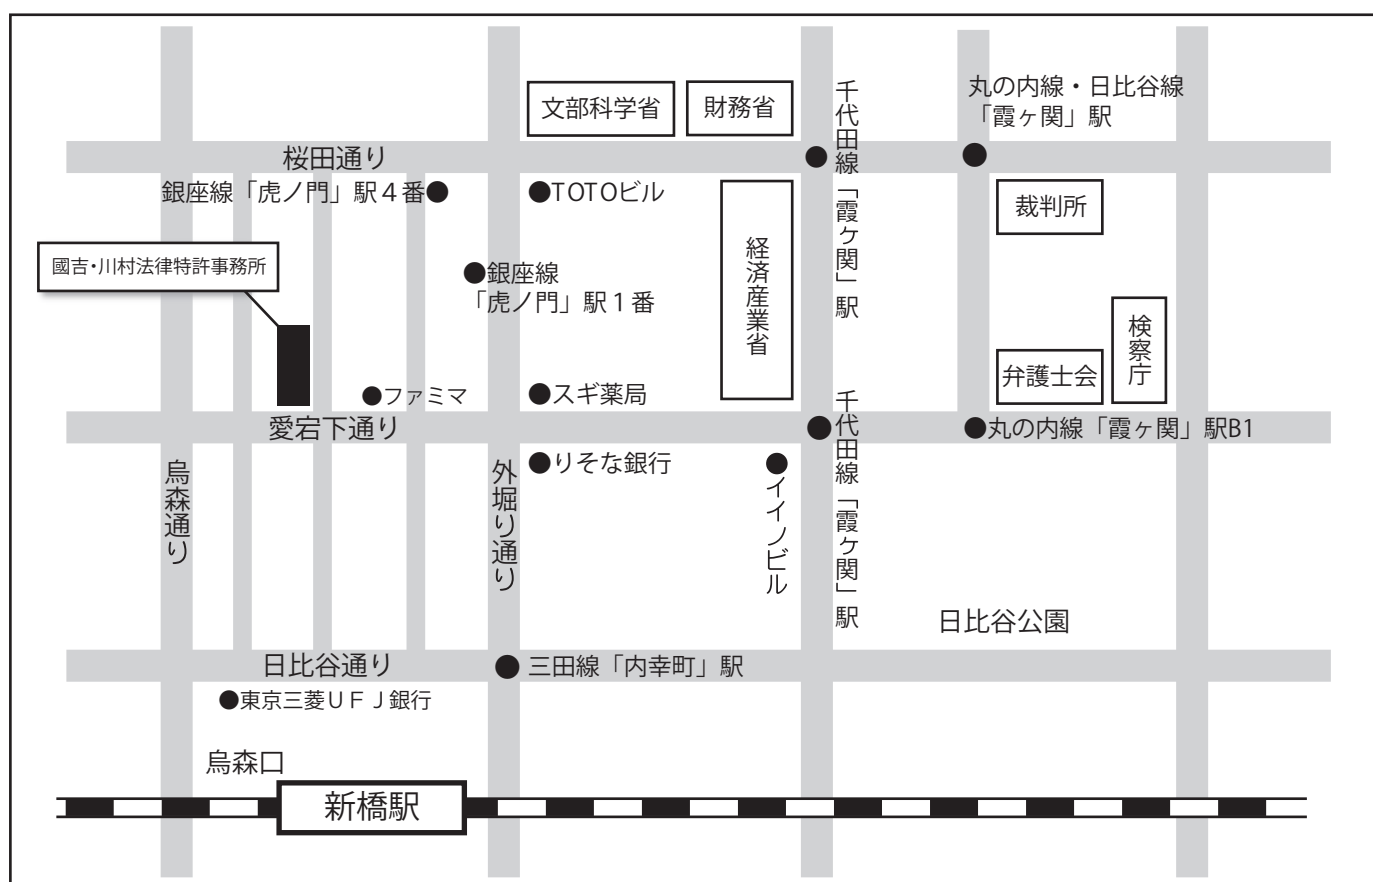 文部科学省
財務省
千代田線「霞ヶ関」駅
丸の内線・日比谷線
「霞ヶ関」駅
桜田通り
銀座線「虎ノ門」駅４番●
●TOTOビル
裁判所
國吉・川村法律特許事務所
●銀座線
「虎ノ門」駅１番
経済産業省
検察庁
弁護士会
●ファミマ
●スギ薬局
愛宕下通り
千代田線「霞ヶ関」駅
●丸の内線「霞ヶ関」駅B1
烏森通り
外堀り通り
●りそな銀行
●イイノビル
日比谷公園
日比谷通り
●三田線「内幸町」駅
●東京三菱ＵＦＪ銀行
烏森口
新橋駅